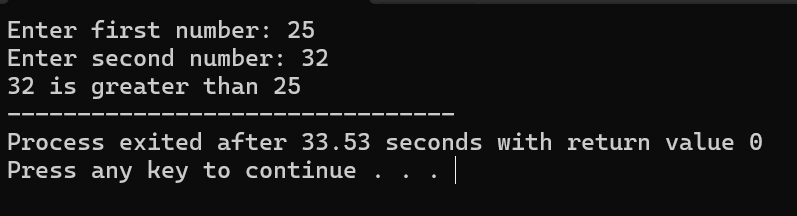 Enter first number: 25
Enter second number: 32
32 is greater than 25
--------------------------------
Process exited after 33.53 seconds with return value 0
Press any key to continue . . .